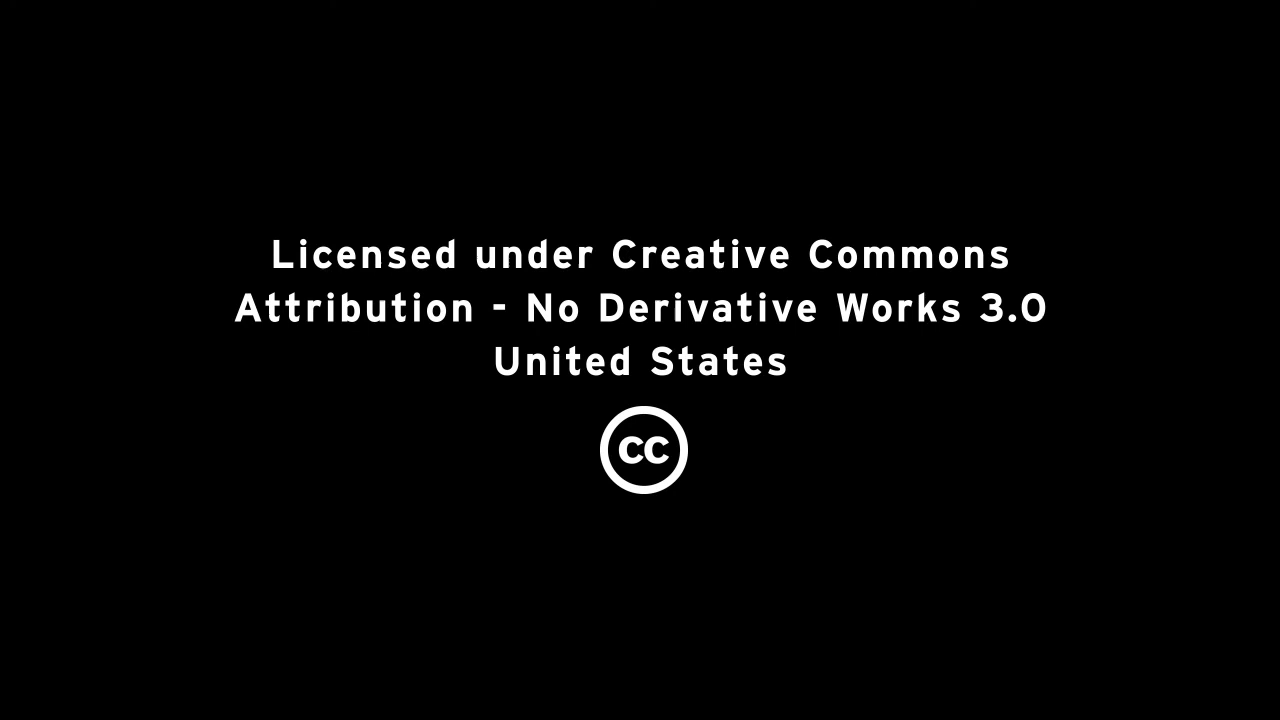 Licensed under Creative Commons
Attribution - No Derivative Works 3.0
United States
cc